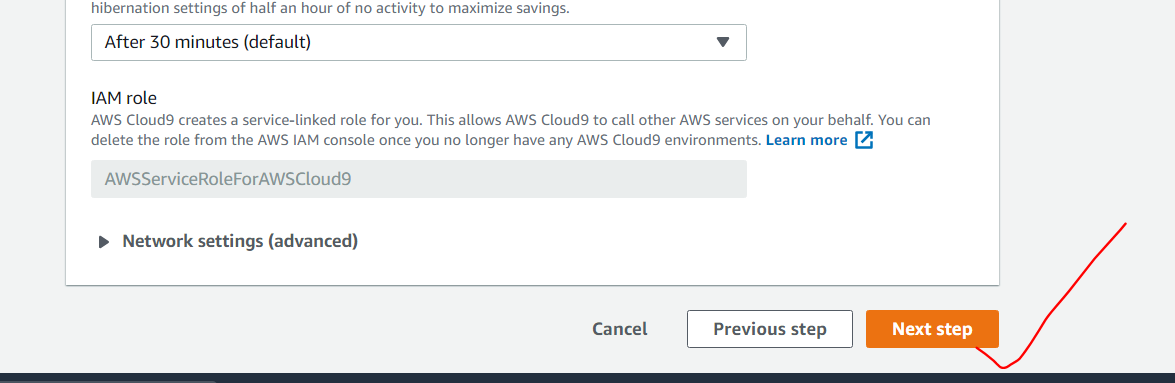 hibernation settings of half an hour of no activity to maximize savings.
After 30 minutes (default)
IAM role
AWS Cloud9 creates a service-linked role for you. This allows AWS Cloud9 to call other AWS services on your behalf. You can
delete the role from the AWS IAM console once you no longer have any AWS Cloud9 environments. Learn more
AWSServiceRoleForAWSCloud9
Network settings (advanced)
Cancel Previous step Next step